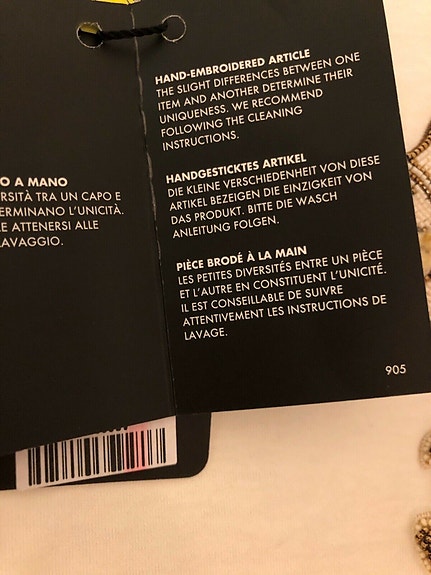 O A MANO
RSITÀ TRA UN CAPO E
ERMINANO L'UNICITÀ.
E ATTENERSI ALLE
LAVAGGIO.
HAND-EMBROIDERED ARTICLE
THE SLIGHT DIFFERENCES BETWEEN ONE
ITEM AND ANOTHER DETERMINE THEIR
UNIQUENESS. WE RECOMMEND
FOLLOWING THE CLEANING
INSTRUCTIONS.
HANDGESTICKTES ARTIKEL
DIE KLEINE VERSCHIEDENHEIT VON DIESE
ARTIKEL BEZEIGEN DIE EINZIGKEIT VON
DAS PRODUKT. BITTE DIE WASCH
ANLEITUNG FOLGEN.
PIÈCE BRODÉ À LA MAIN
LES PETITES DIVERSITÉS ENTRE UN PIÈCE
ET L'AUTRE EN CONSTITUENT L'UNICITÉ.
IL EST CONSEILLABLE DE SUIVRE
ATTENTIVEMENT LES INSTRUCTIONS DE
LAVAGE.
905